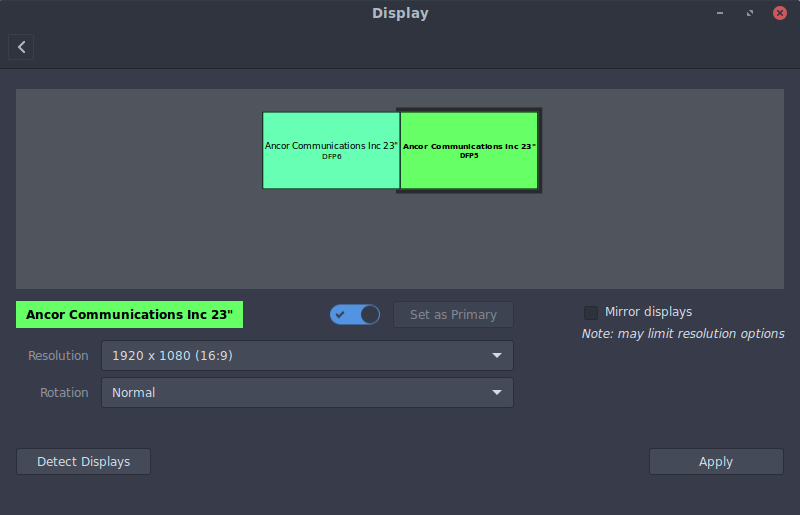 Display
Ancor Communications Inc 23"
DFP6
Ancor Communications Inc 23"
DFP5
Ancor Communications Inc 23"
Set as Primary
Mirror displays
Note: may limit resolution options
Resolution
1920 x 1080 (16:9)
Rotation
Normal
Detect Displays
Apply